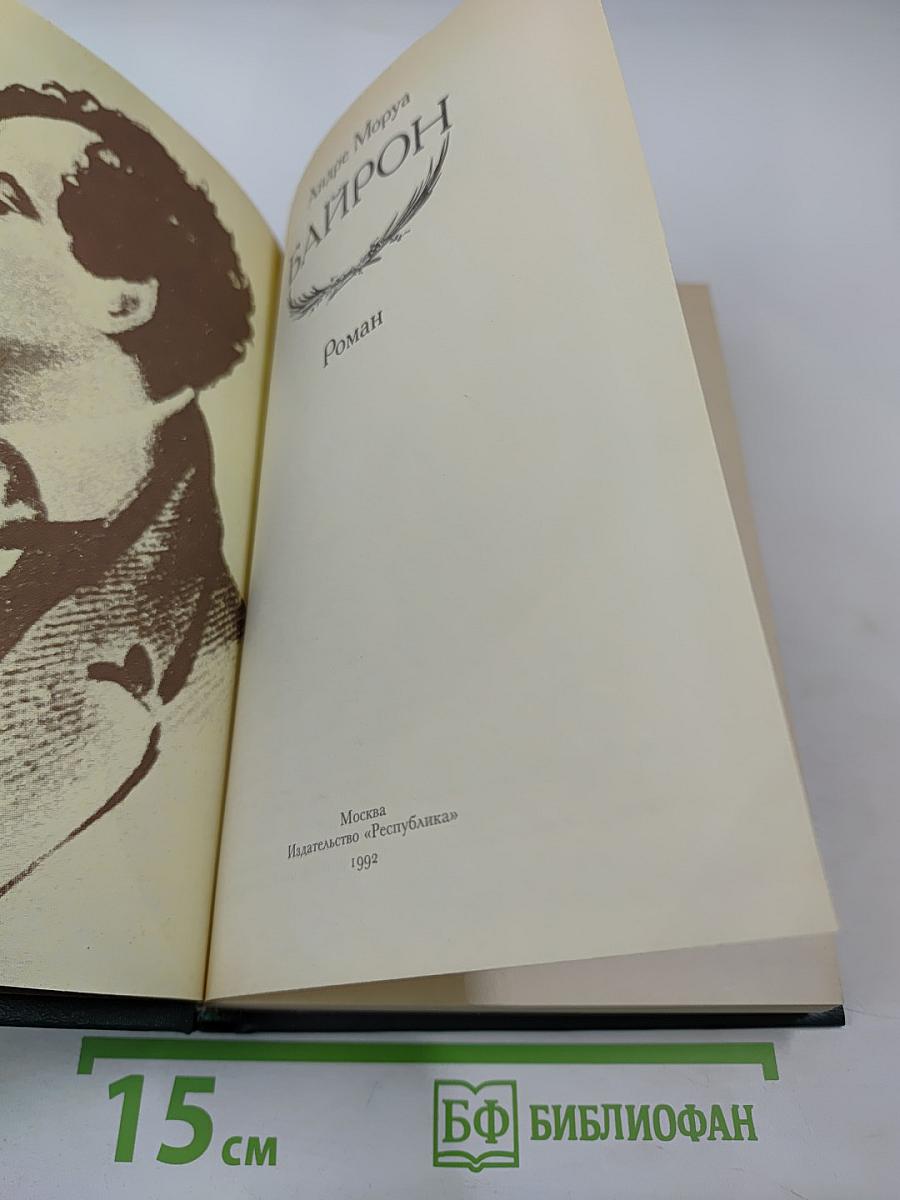 Андре Моруа
БАЙРОН
Роман
Москва
Издательство «Республика»
1992
15 см
БФ БИБЛИОФАН